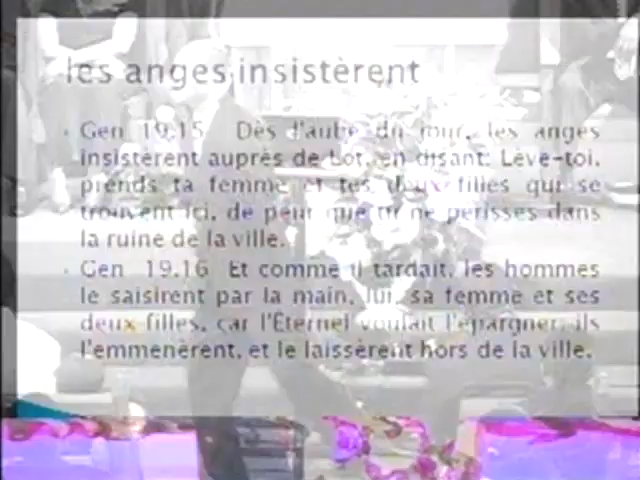 les anges insistèrent
Gen 19.15 Dès l'aube du jour, les anges
insistèrent auprès de Lot, en disant: Lève-toi,
prends ta femme et tes deux filles qui se
trouvent ici, de peur que tu ne périsses dans
la ruine de la ville.
Gen 19.16 Et comme il tardait, les hommes
le saisirent par la main, lui, sa femme et ses
deux filles, car l'Éternel voulait l'épargner; ils
l'emmenèrent, et le laissèrent hors de la ville.